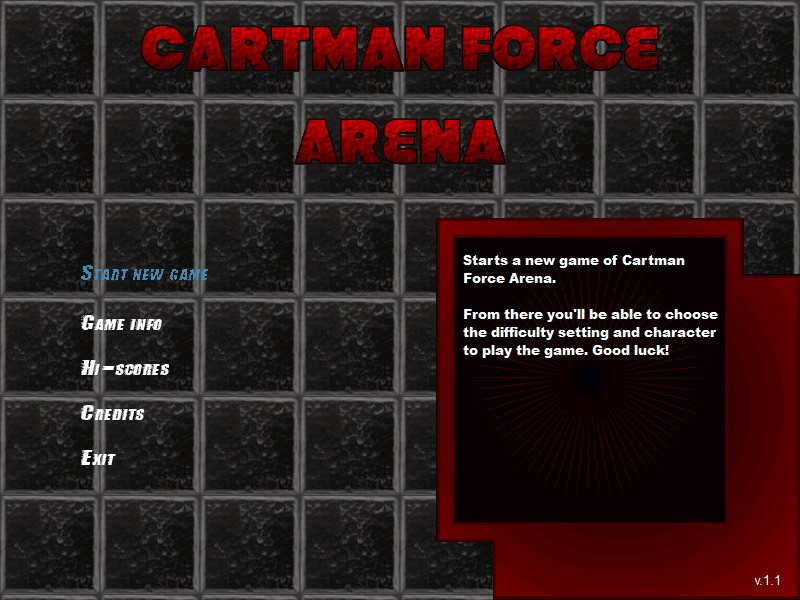 CARTMAN FORCE
ARENA
START NEW GAME
GAME INFO
HI-SCORES
CREDITS
EXIT
Starts a new game of Cartman
Force Arena.
From there you'll be able to choose
the difficulty setting and character
to play the game. Good luck!
v.1.1